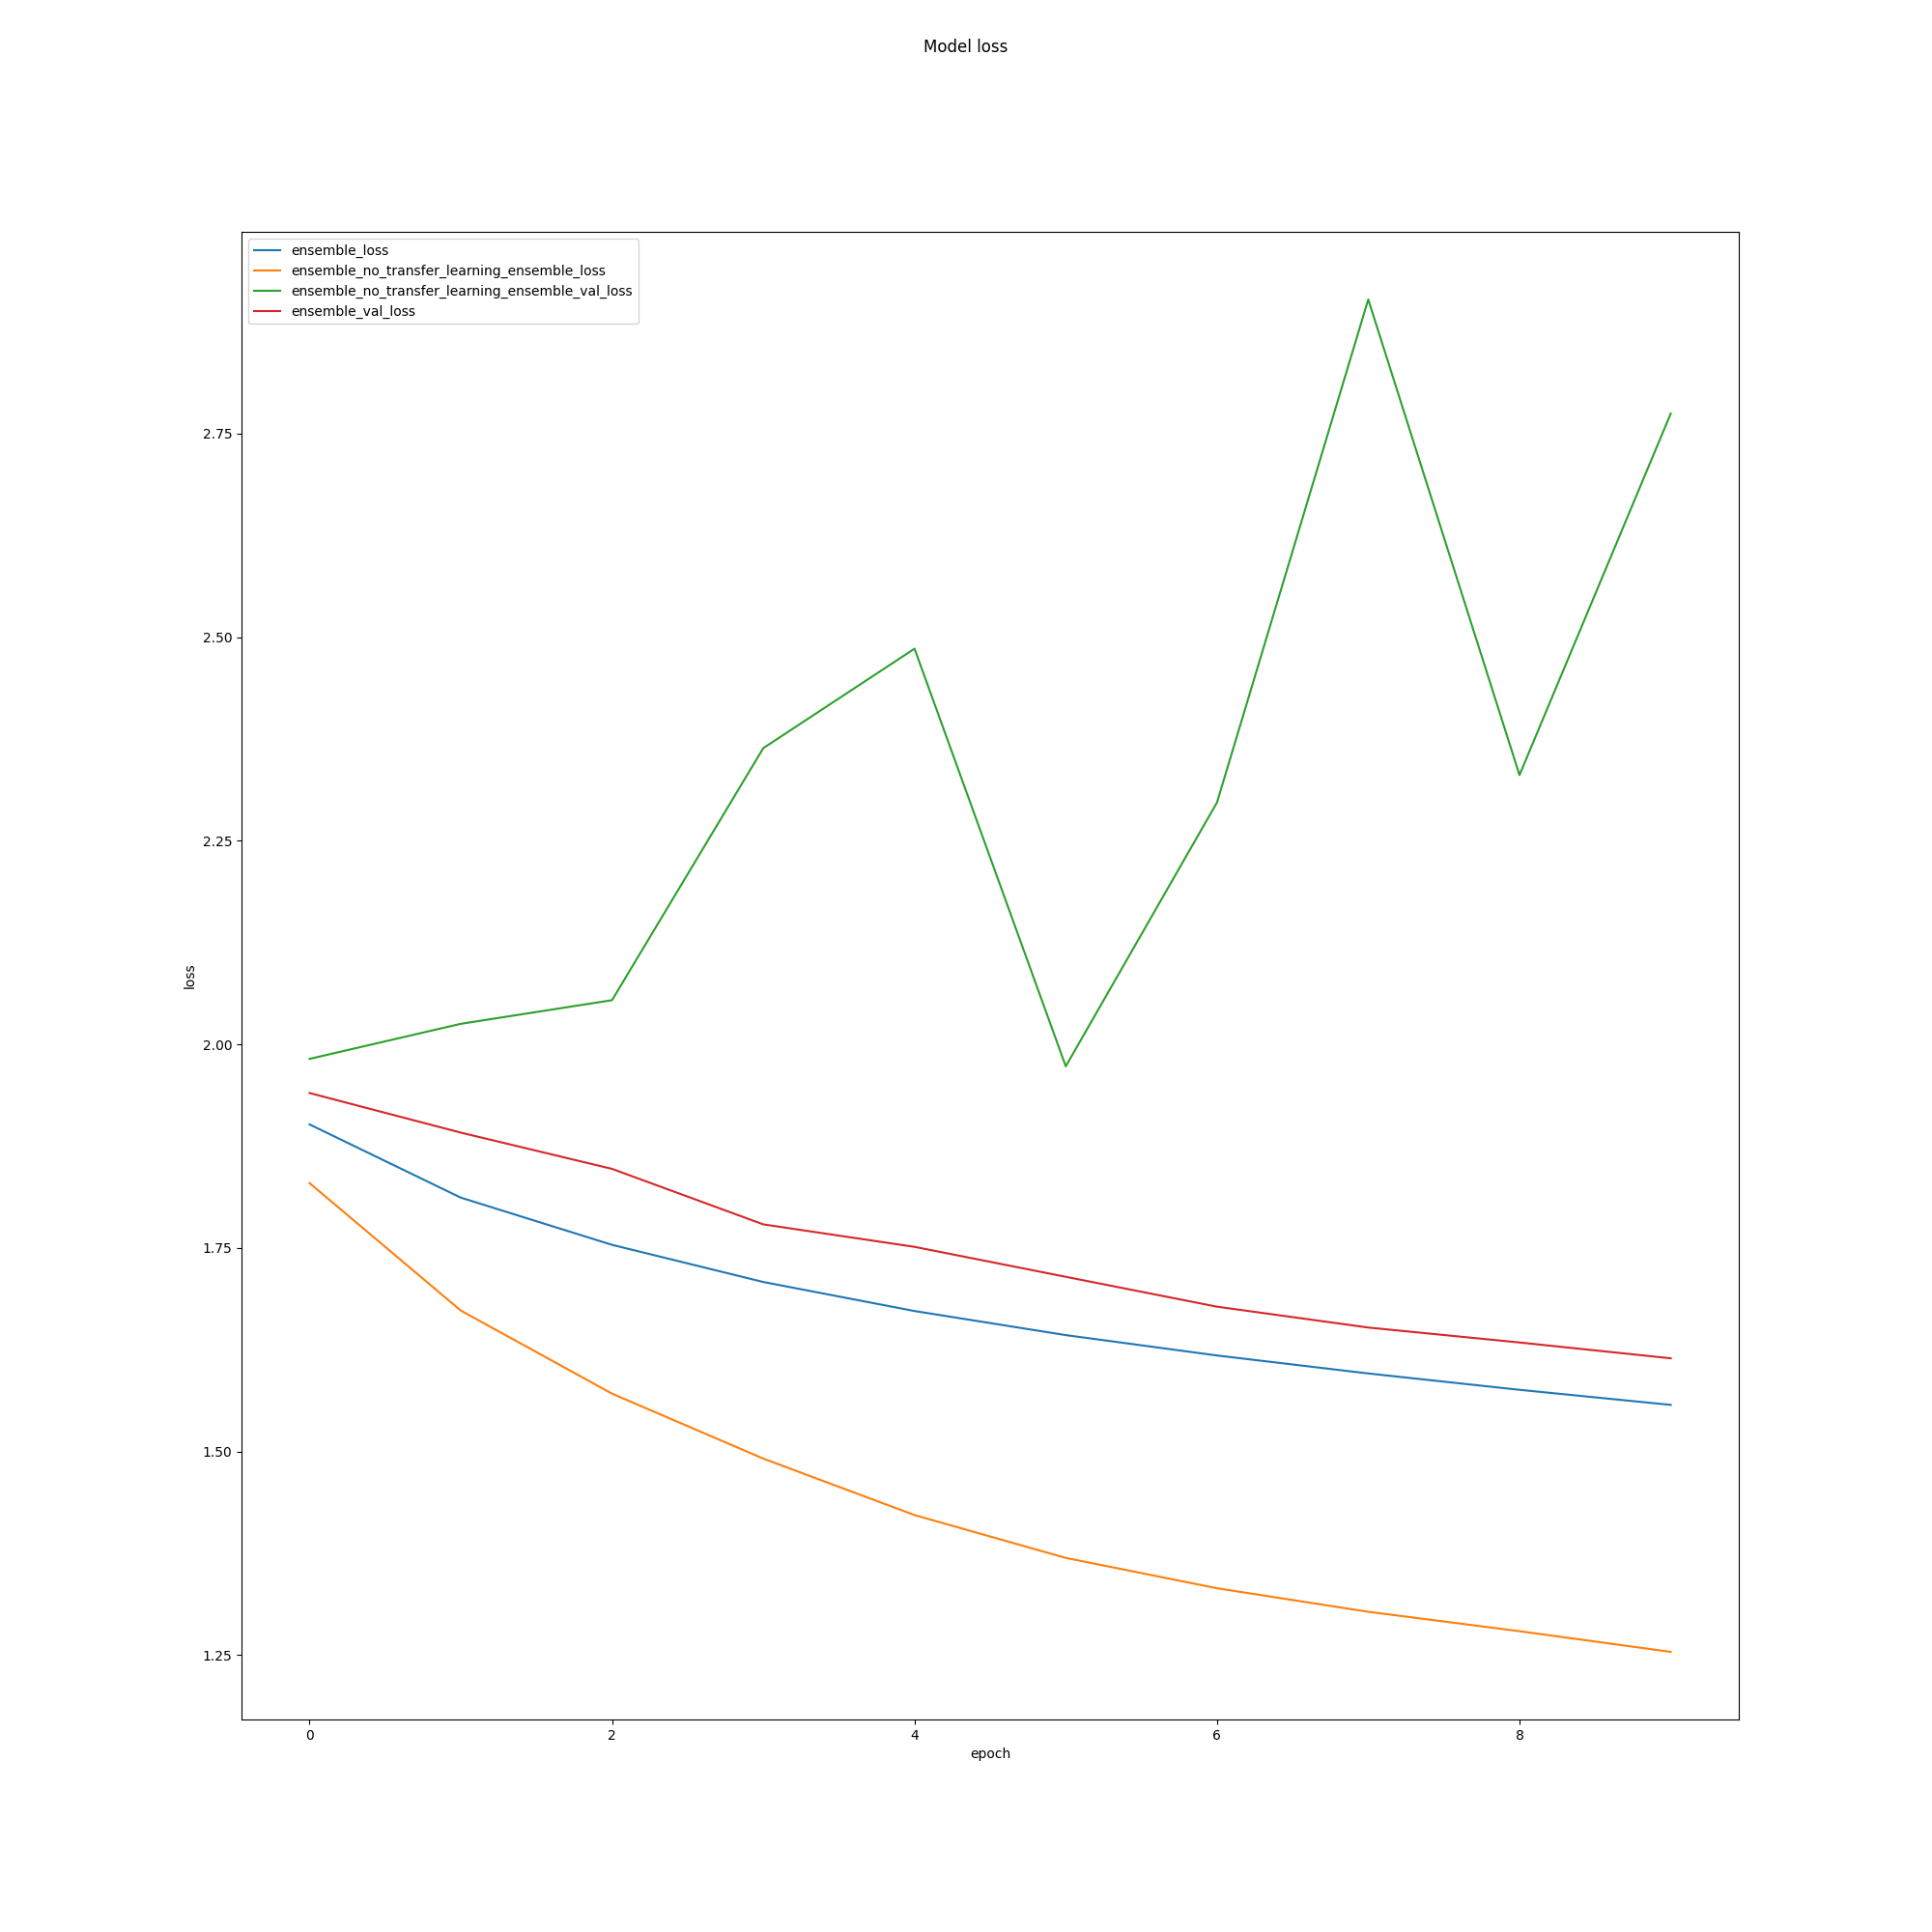 Model loss
ensemble_loss
ensemble_no_transfer_learning_ensemble_loss
ensemble_no_transfer_learning_ensemble_val_loss
ensemble_val_loss
2.75
2.50
2.25
2.00
1.75
1.50
1.25
loss
0 2 4 6 8
epoch